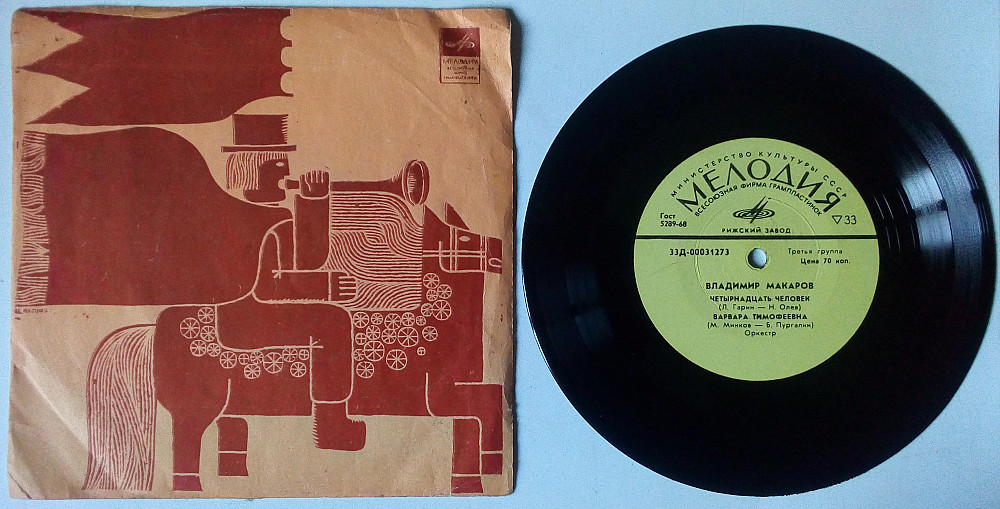 МЕЛОДИЯ
МИНИСТЕРСТВО КУЛЬТУРЫ СССР
МЕЛОДИЯ
ВСЕСОЮЗНАЯ ФИРМА ГРАМПЛАСТИНОК
Гост
5289-68
▽33
РИЖСКИЙ ЗАВОД
33Д-00031273
Третья группа
Цена 70 коп.
ВЛАДИМИР МАКАРОВ
ЧЕТЫРНАДЦАТЬ ЧЕЛОВЕК
(Л. Гарин — Н. Олев)
ВАРВАРА ТИМОФЕЕВНА
(М. Минков — Б. Пургалин)
Оркестр